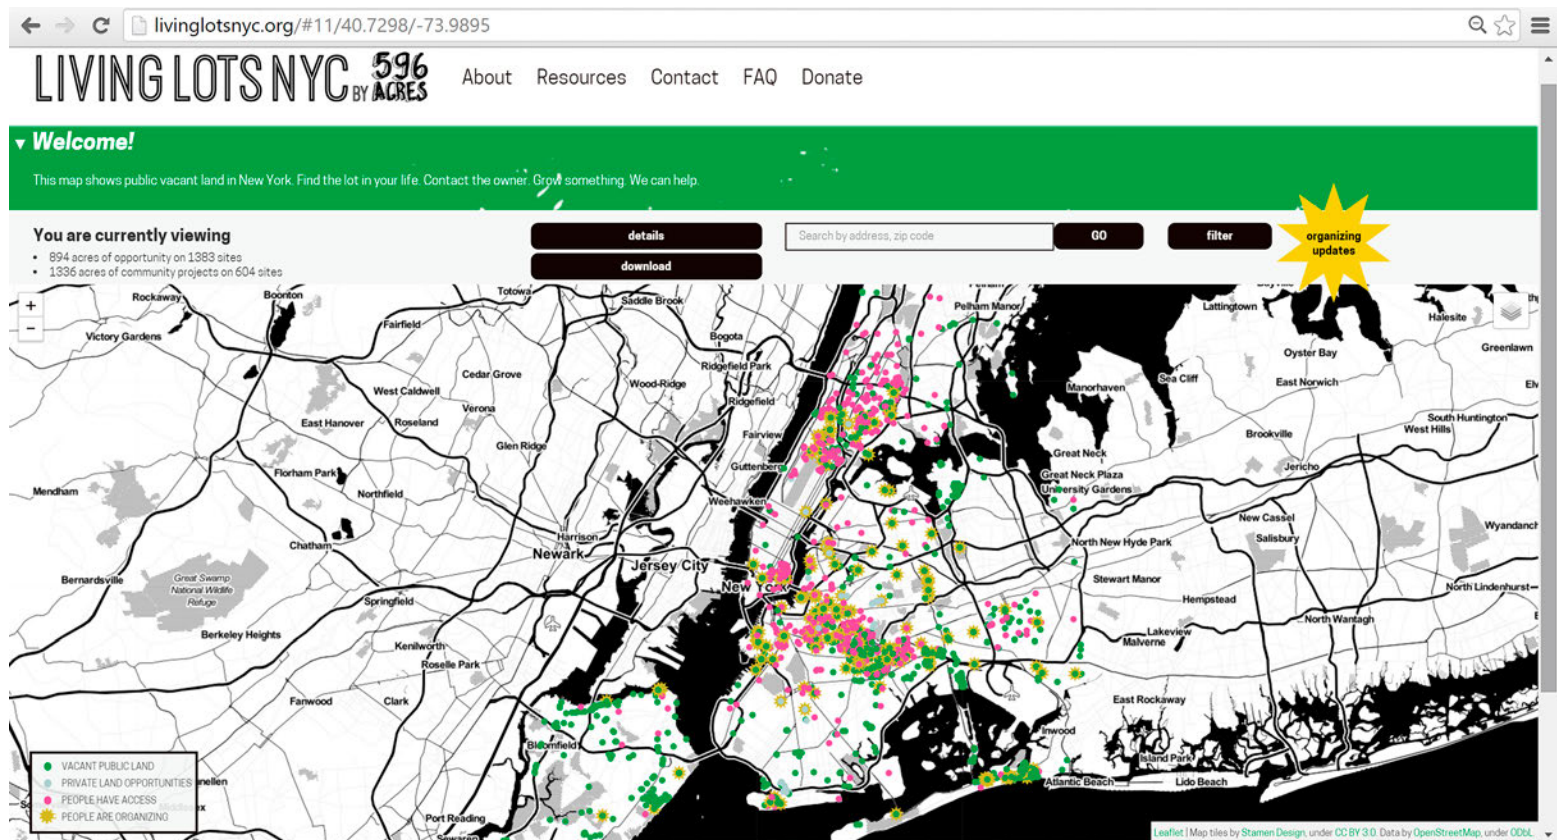 livinglotsnyc.org/#11/40.7298/-73.9895
LIVING LOTS NYC BY 596 ACRES
About Resources Contact FAQ Donate
Welcome!
This map shows public vacant land in New York. Find the lot in your life. Contact the owner. Grow something. We can help.
You are currently viewing
894 acres of opportunity on 1383 sites
1336 acres of community projects on 604 sites
details
download
Search by address, zip code
GO
filter
organizing
updates
+
−
Rockaway
Boonton
Totowa
Saddle Brook
Pelham Manor
Lattingtown
Halesite
Victory Gardens
Fairfield
Bogota
Greenlawn
Oyster Bay
Ridgefield Park
Cedar Grove
Wood-Ridge
Sea Clif
East Norwich
West Caldwell
Manorhaven
Ridgefield
Verona
East Hanover
Roseland
South Huntington
West Hills
Fairview
Brookville
Glen Ridge
Great Neck
Guttenberg
Jericho
Florham Park
Great Neck Plaza
University Gardens
Mendham
Northfield
Weehawken
New Cassel
Wyandanch
Harrison
Salisbury
Chatham
Newark
North New Hyde Park
Jersey City
Bernardsville
Great Swamp
National Wildlife
Refuge
Stewart Manor
New York
North Lindenhurst
Springfield
Hempstead
North Wantagh
Berkeley Heights
Lakeview
Malverne
Kenilworth
Roselle Park
Fanwood
Clark
East Rockaway
Inwood
Bloomfield
Island Park
Atlantic Beach
Lido Beach
VACANT PUBLIC LAND
PRIVATE LAND OPPORTUNITIES
PEOPLE HAVE ACCESS
PEOPLE ARE ORGANIZING
Port Reading
Leaflet | Map tiles by Stamen Design, under CC BY 3.0. Data by OpenStreetMap, under ODbL.